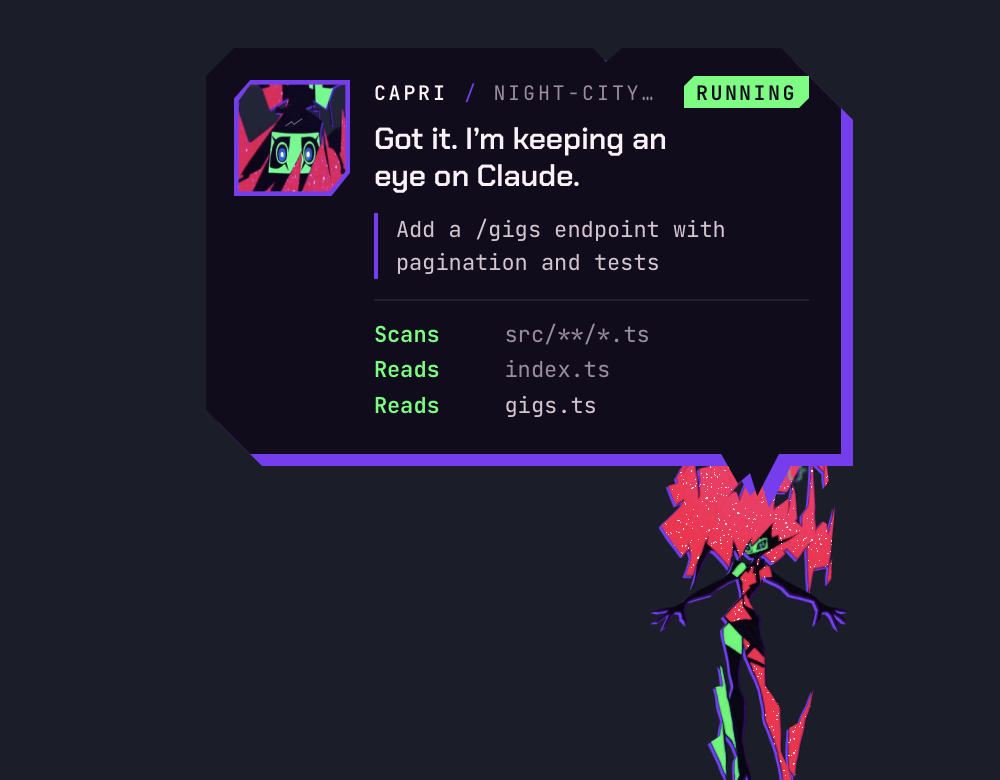 CAPRI / NIGHT-CITY… RUNNING
Got it. I’m keeping an
eye on Claude.
Add a /gigs endpoint with
pagination and tests
Scans src/**/*.ts
Reads index.ts
Reads gigs.ts